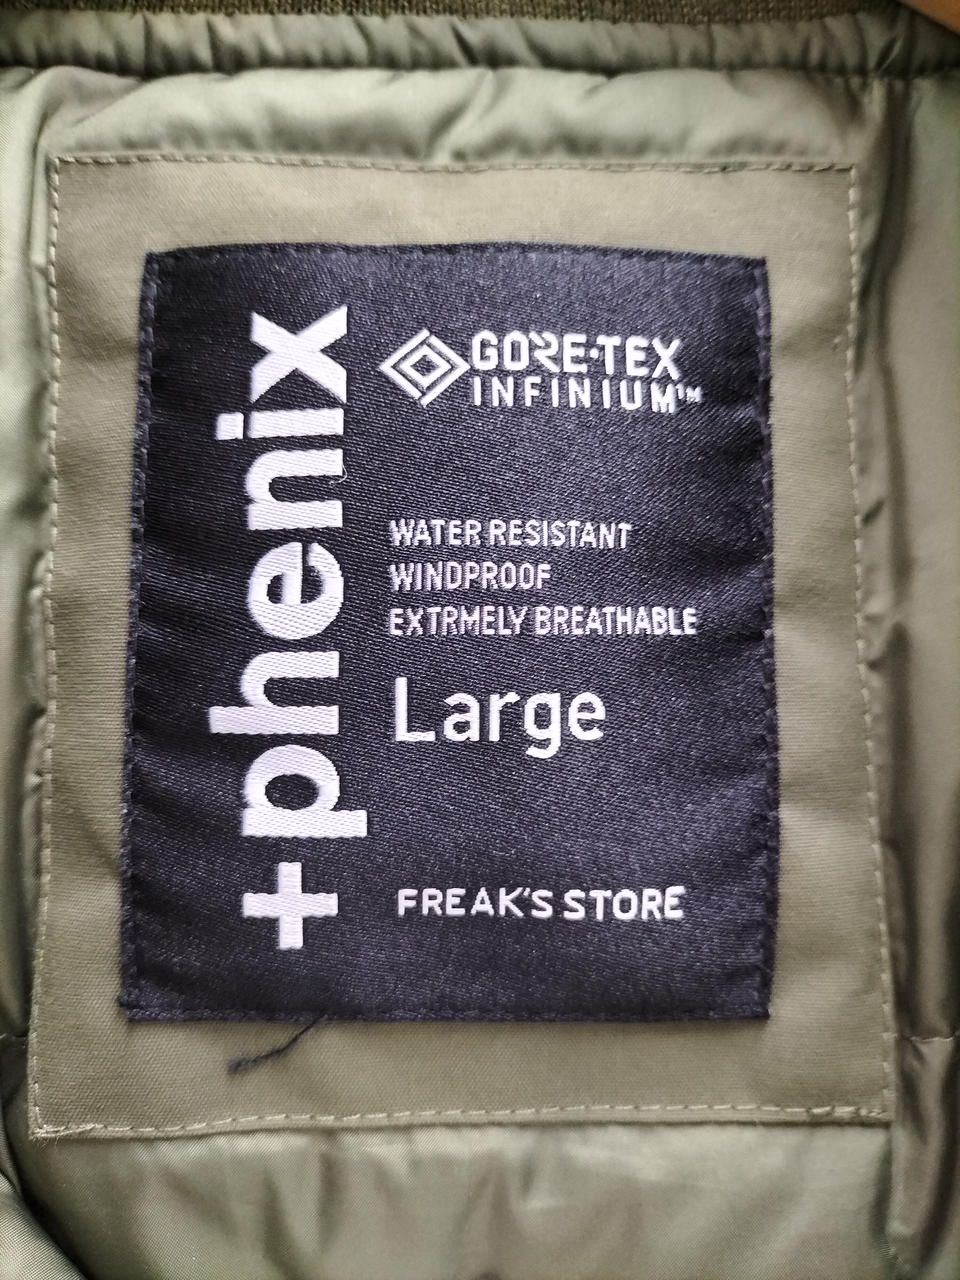 +phenix
GORE-TEX
INFINIUM™
WATER RESISTANT
WINDPROOF
EXTRMELY BREATHABLE
Large
FREAK'S STORE